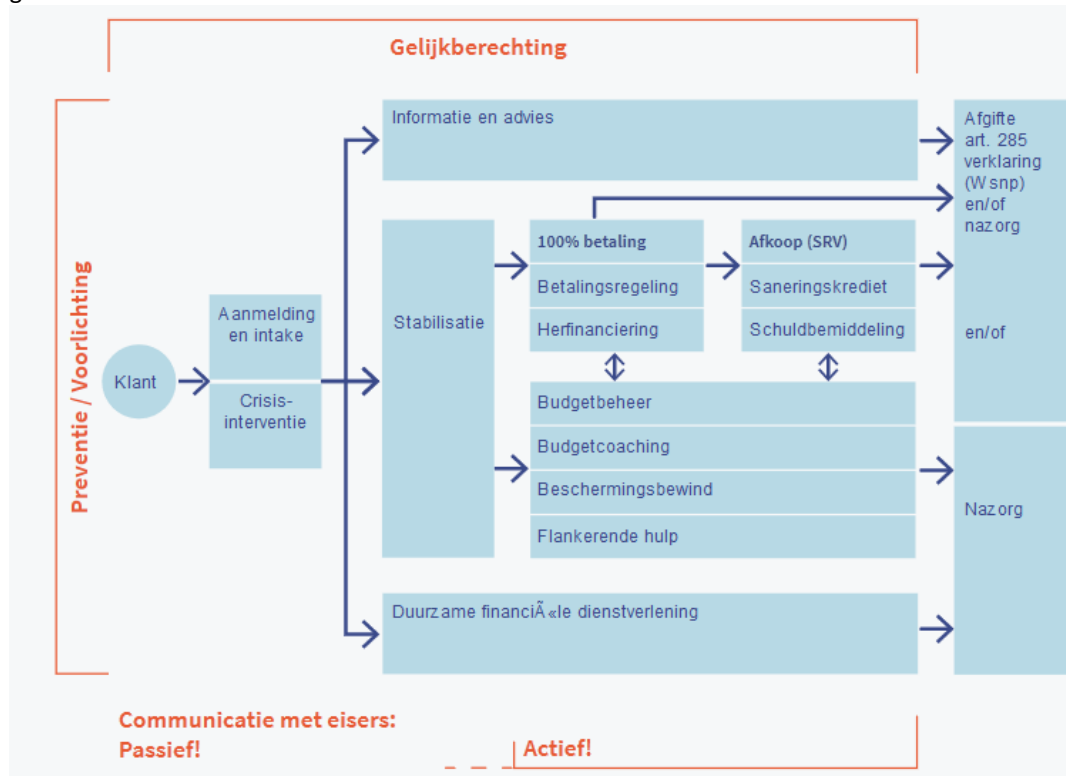 g
Gelijkberechting
Preventie / Voorlichting
Klant
Aanmelding
en intake
Crisis-
interventie
Informatie en advies
Stabilisatie
100% betaling
Betalingsregeling
Herfinanciering
Afkoop (SRV)
Saneringskrediet
Schuldbemiddeling
Budgetbeheer
Budgetcoaching
Beschermingsbewind
Flankerende hulp
Duurzame financiÃ«le dienstverlening
Afgifte
art. 285
verklaring
(Wsnp)
en/of
nazorg
en/of
Nazorg
Communicatie met eisers:
Passief!
Actief!